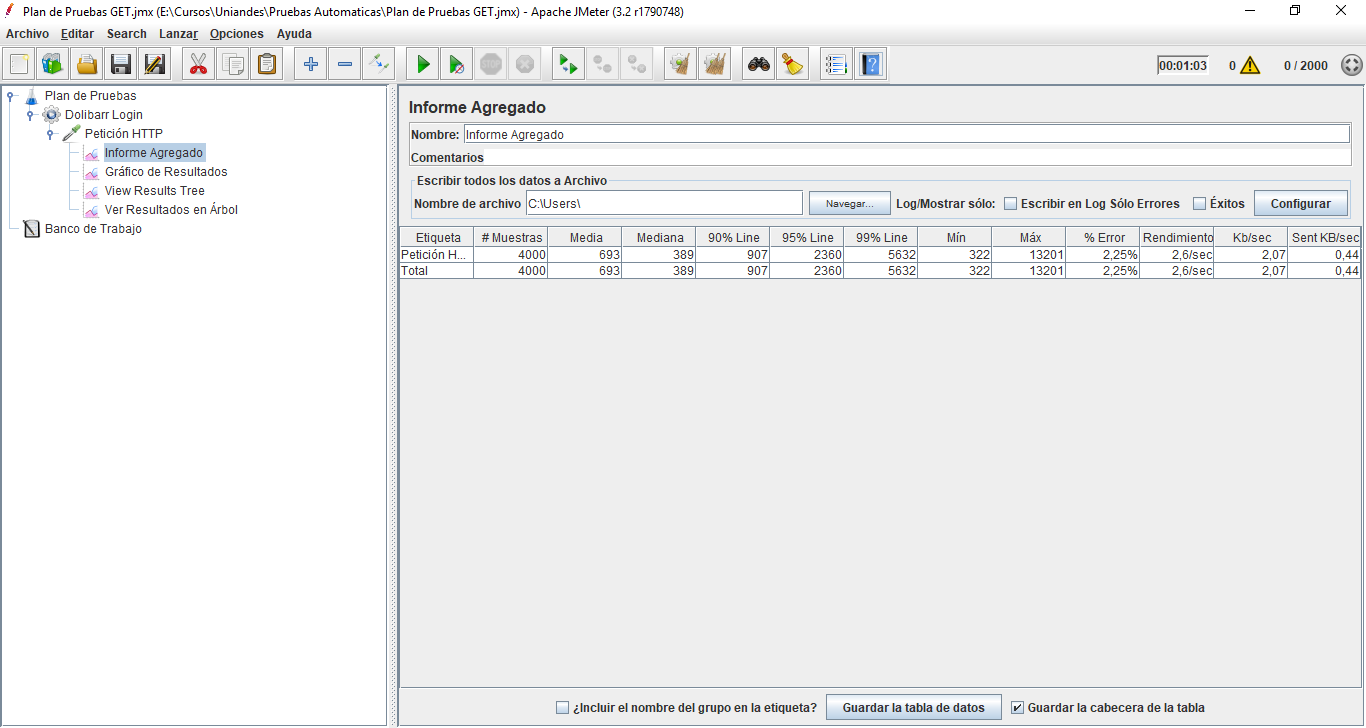 Plan de Pruebas GET.jmx (E:\Cursos\Uniandes\Pruebas Automaticas\Plan de Pruebas GET.jmx) - Apache JMeter (3.2 r1790748)
Archivo Editar Search Lanzar Opciones Ayuda
00:01:03 0 0 / 2000
Plan de Pruebas
Dolibarr Login
Petición HTTP
Informe Agregado
Gráfico de Resultados
View Results Tree
Ver Resultados en Árbol
Banco de Trabajo
Informe Agregado
Nombre: Informe Agregado
Comentarios
Escribir todos los datos a Archivo
Nombre de archivo C:\Users\ Navegar... Log/Mostrar sólo: Escribir en Log Sólo Errores Éxitos Configurar
Etiqueta # Muestras Media Mediana 90% Line 95% Line 99% Line Mín Máx % Error Rendimiento Kb/sec Sent KB/sec
Petición H... 4000 693 389 907 2360 5632 322 13201 2,25% 2,6/sec 2,07 0,44
Total 4000 693 389 907 2360 5632 322 13201 2,25% 2,6/sec 2,07 0,44
¿Incluir el nombre del grupo en la etiqueta? Guardar la tabla de datos Guardar la cabecera de la tabla